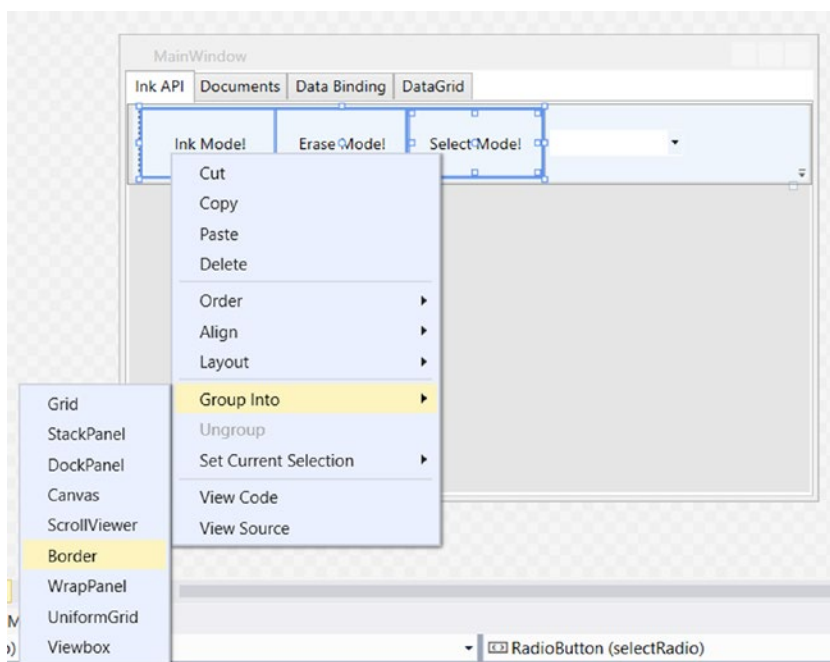 MainWindow
Ink API Documents Data Binding DataGrid
Ink Mode! Erase Mode! Select Mode!
Cut
Copy
Paste
Delete
Order
Align
Layout
Group Into
Ungroup
Set Current Selection
View Code
View Source
Grid
StackPanel
DockPanel
Canvas
ScrollViewer
Border
WrapPanel
UniformGrid
Viewbox
RadioButton (selectRadio)